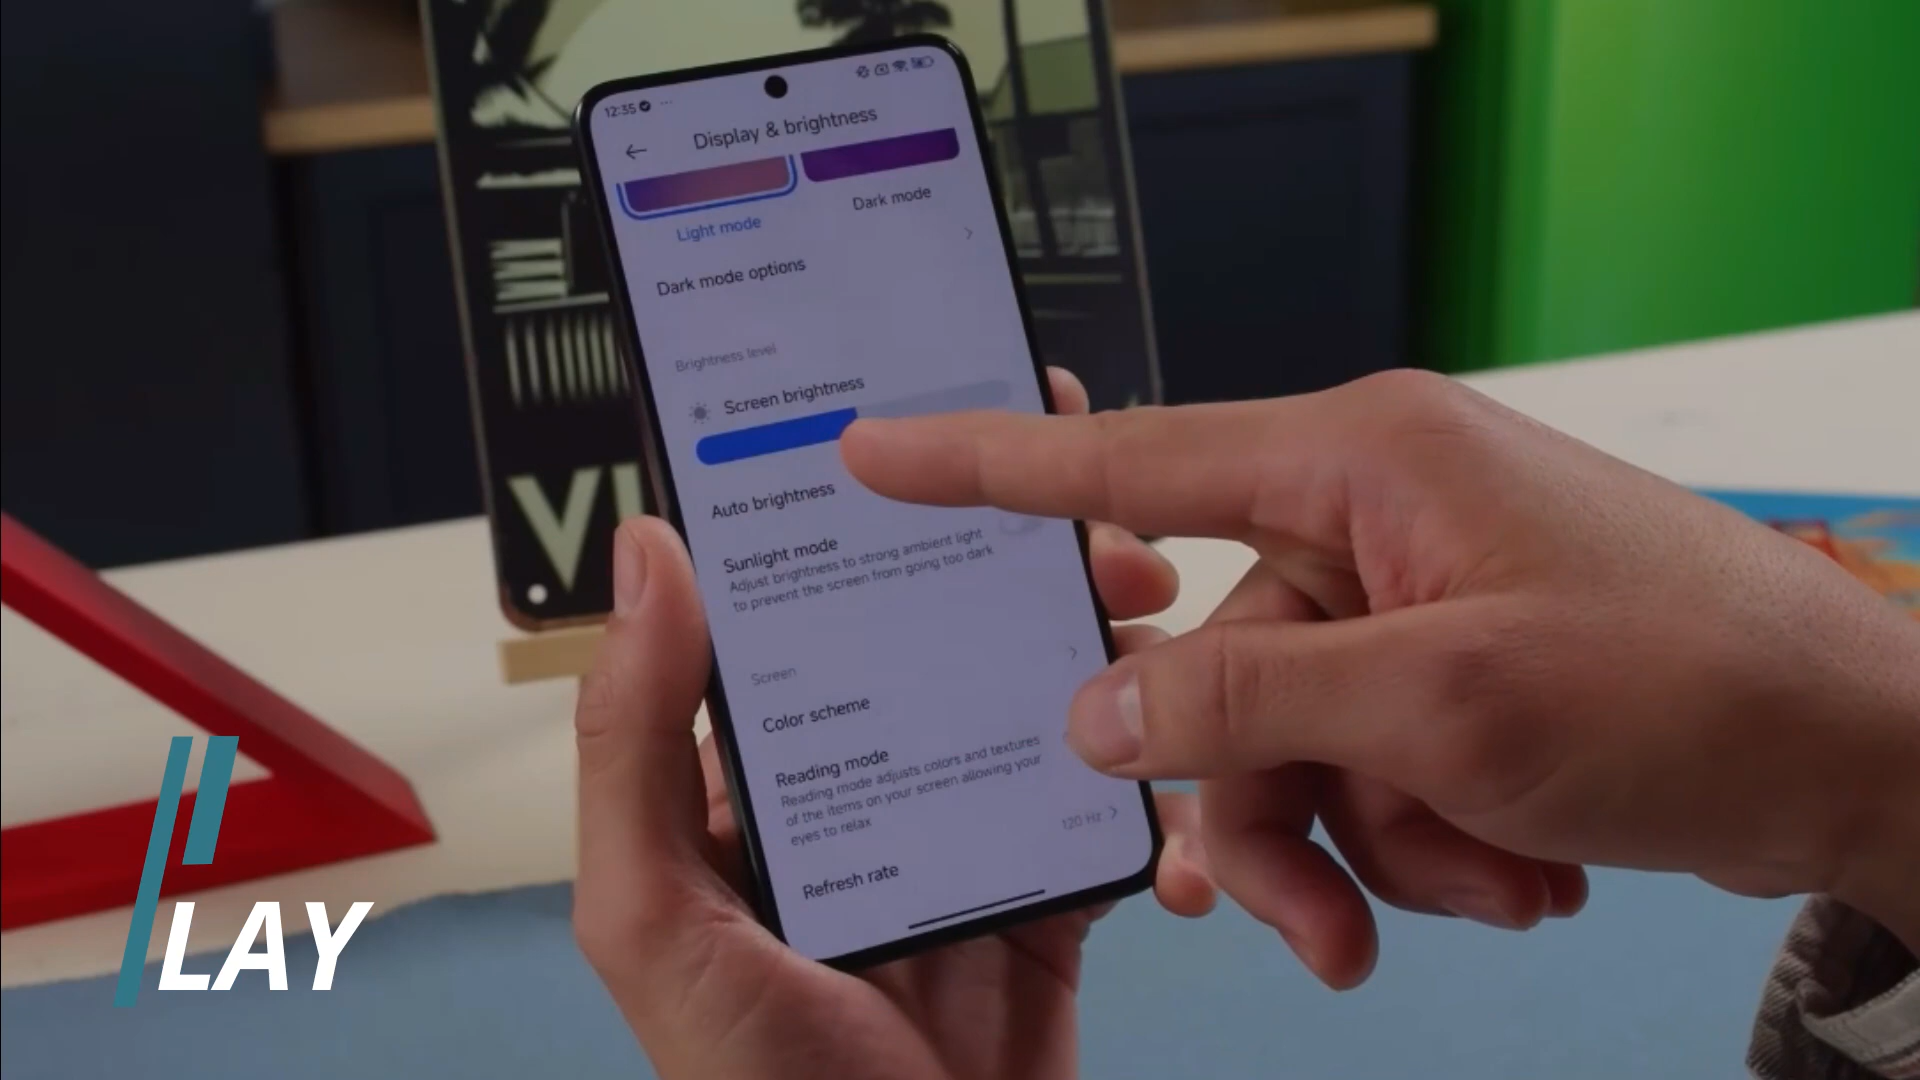 12:35
Display & brightness
Light mode
Dark mode
Dark mode options
Brightness level
Screen brightness
Auto brightness
Sunlight mode
Adjust brightness to strong ambient light
to prevent the screen from going too dark
Screen
Color scheme
Reading mode
Reading mode adjusts colors and textures
of the items on your screen allowing your
eyes to relax
120 Hz
Refresh rate
LAY